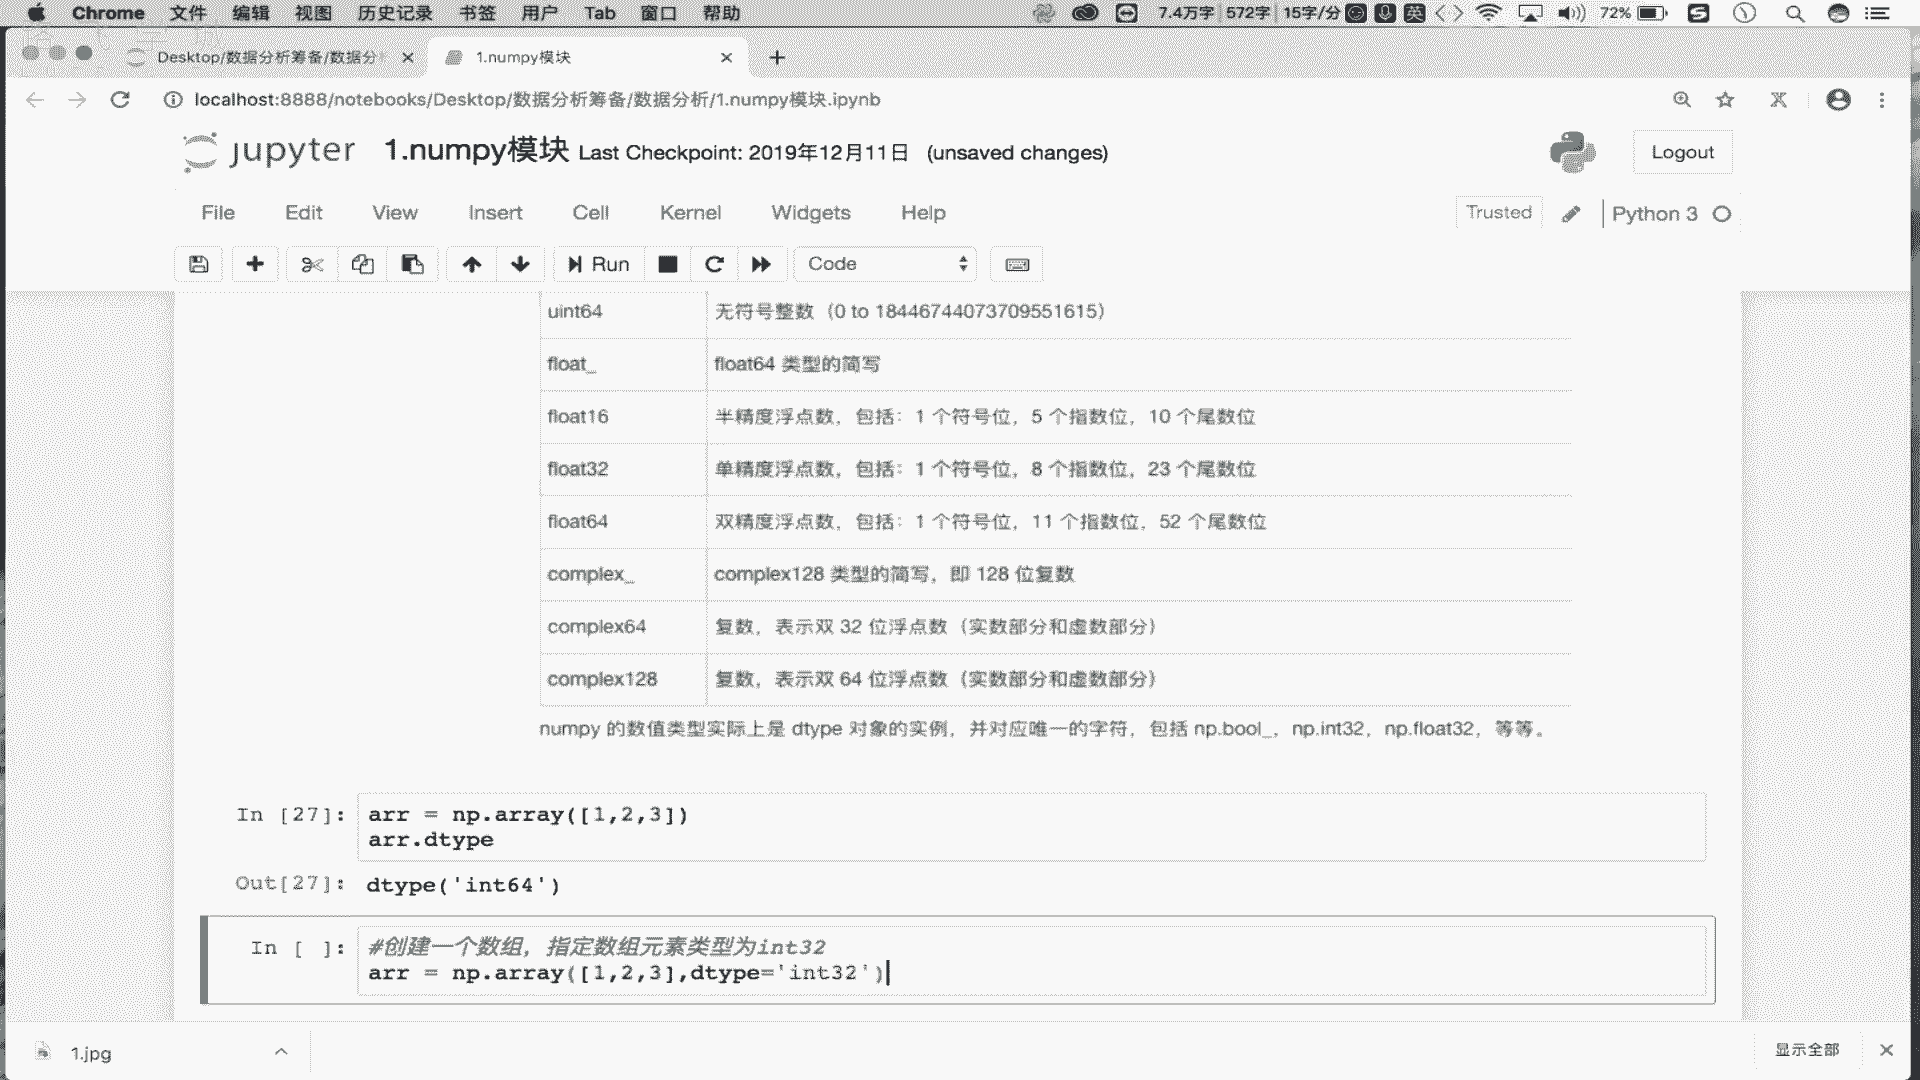 Chrome 文件 编辑 视图 历史记录 书签 用户 Tab 窗口 帮助 7.4万字 572字 15字/分 英 72%
Desktop/数据分析筹备/数据分 1.numpy模块
localhost:8888/notebooks/Desktop/数据分析筹备/数据分析/1.numpy模块.ipynb
jupyter 1.numpy模块 Last Checkpoint: 2019年12月11日 (unsaved changes) Logout
File Edit View Insert Cell Kernel Widgets Help Trusted Python 3
Run Code
uint64 无符号整数（0 to 18446744073709551615）
float_ float64 类型的简写
float16 半精度浮点数，包括：1 个符号位，5 个指数位，10 个尾数位
float32 单精度浮点数，包括：1 个符号位，8 个指数位，23 个尾数位
float64 双精度浮点数，包括：1 个符号位，11 个指数位，52 个尾数位
complex_ complex128 类型的简写，即 128 位复数
complex64 复数，表示双 32 位浮点数（实数部分和虚数部分）
complex128 复数，表示双 64 位浮点数（实数部分和虚数部分）
numpy 的数值类型实际上是 dtype 对象的实例，并对应唯一的字符，包括 np.bool_，np.int32，np.float32，等等。
In [27]: arr = np.array([1,2,3])
arr.dtype
Out[27]: dtype('int64')
In [ ]: #创建一个数组，指定数组元素类型为int32
arr = np.array([1,2,3],dtype='int32')
1.jpg 显示全部